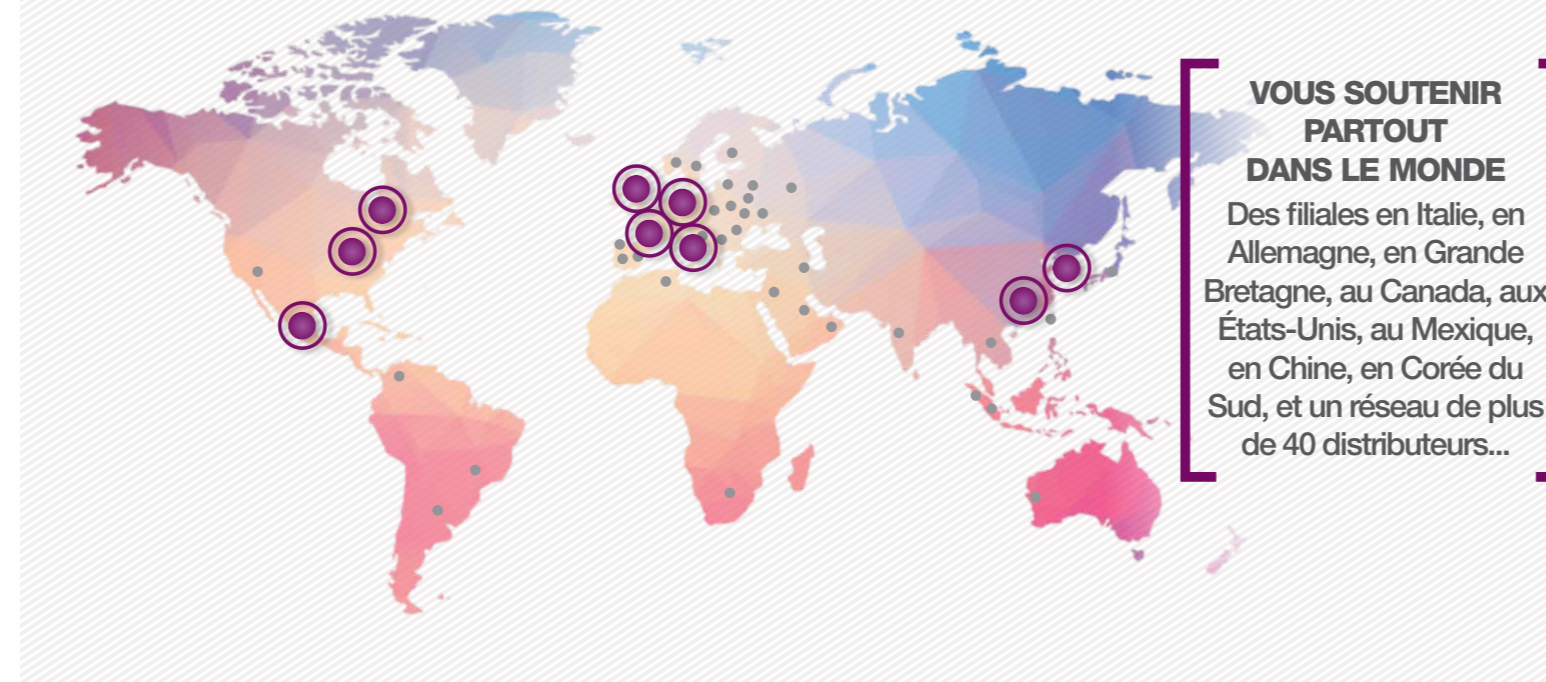 VOUS SOUTENIR
PARTOUT
DANS LE MONDE
Des filiales en Italie, en
Allemagne, en Grande
Bretagne, au Canada, aux
États-Unis, au Mexique,
en Chine, en Corée du
Sud, et un réseau de plus
de 40 distributeurs...